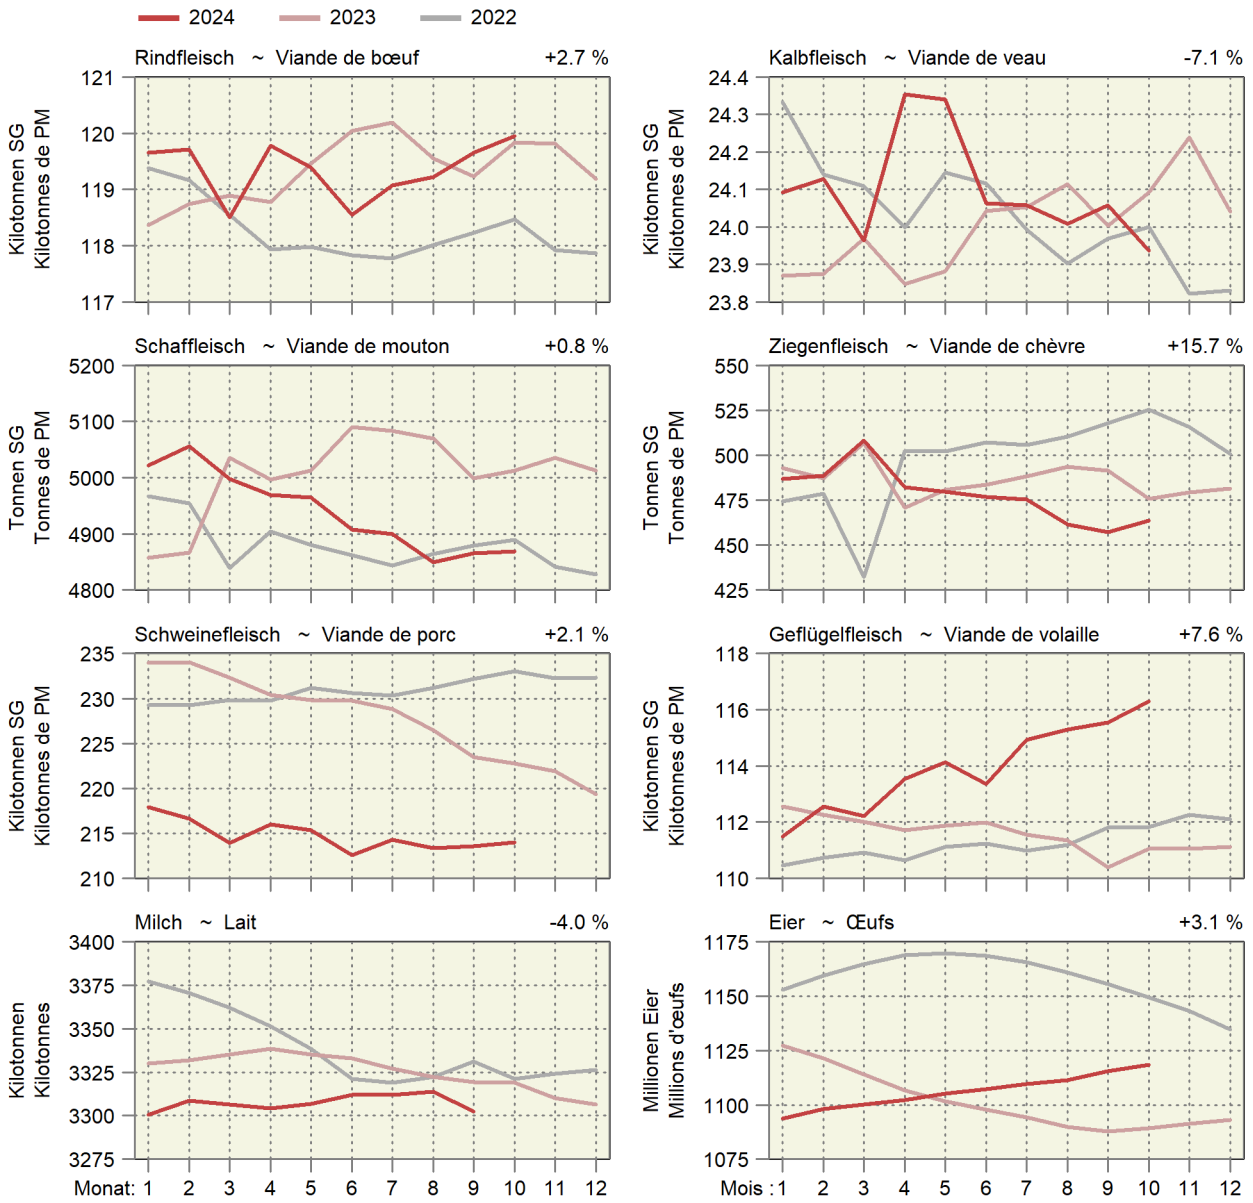 2024 2023 2022
Rindfleisch ~ Viande de bœuf +2.7 %
Kilotonnen SG
Kilotonnes de PM
121
120
119
118
117
Kalbfleisch ~ Viande de veau -7.1 %
Kilotonnen SG
Kilotonnes de PM
24.4
24.3
24.2
24.1
24.0
23.9
23.8
Schaffleisch ~ Viande de mouton +0.8 %
Tonnen SG
Tonnes de PM
5200
5100
5000
4900
4800
Ziegenfleisch ~ Viande de chèvre +15.7 %
Tonnen SG
Tonnes de PM
550
525
500
475
450
425
Schweinefleisch ~ Viande de porc +2.1 %
Kilotonnen SG
Kilotonnes de PM
235
230
225
220
215
210
Geflügelfleisch ~ Viande de volaille +7.6 %
Kilotonnen SG
Kilotonnes de PM
118
116
114
112
110
Milch ~ Lait -4.0 %
Kilotonnen
Kilotonnes
3400
3375
3350
3325
3300
3275
Monat: 1 2 3 4 5 6 7 8 9 10 11 12
Eier ~ Œufs +3.1 %
Millionen Eier
Millions d'œufs
1175
1150
1125
1100
1075
Mois : 1 2 3 4 5 6 7 8 9 10 11 12